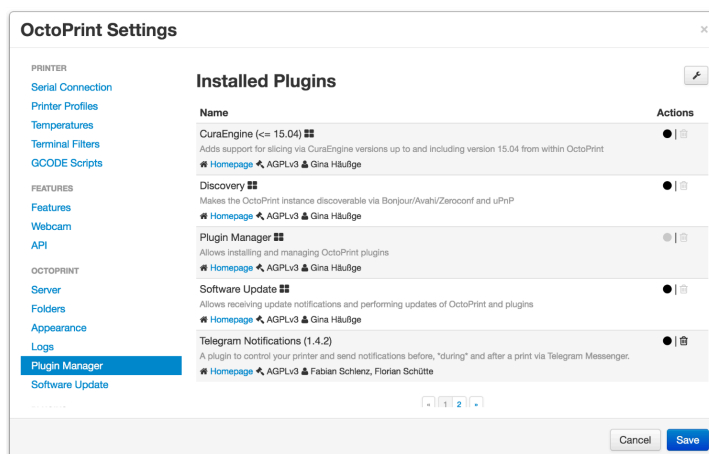 OctoPrint Settings
×
PRINTER
Serial Connection
Printer Profiles
Temperatures
Terminal Filters
GCODE Scripts
FEATURES
Features
Webcam
API
OCTOPRINT
Server
Folders
Appearance
Logs
Plugin Manager
Software Update
Installed Plugins
Name Actions
CuraEngine (<= 15.04) |
Adds support for slicing via CuraEngine versions up to and including version 15.04 from within OctoPrint
Homepage AGPLv3 Gina Häußge
Discovery |
Makes the OctoPrint instance discoverable via Bonjour/Avahi/Zeroconf and uPnP
Homepage AGPLv3 Gina Häußge
Plugin Manager |
Allows installing and managing OctoPrint plugins
Homepage AGPLv3 Gina Häußge
Software Update |
Allows receiving update notifications and performing updates of OctoPrint and plugins
Homepage AGPLv3 Gina Häußge
Telegram Notifications (1.4.2) |
A plugin to control your printer and send notifications before, *during* and after a print via Telegram Messenger.
Homepage AGPLv3 Fabian Schlenz, Florian Schütte
« 1 2 »
Cancel Save